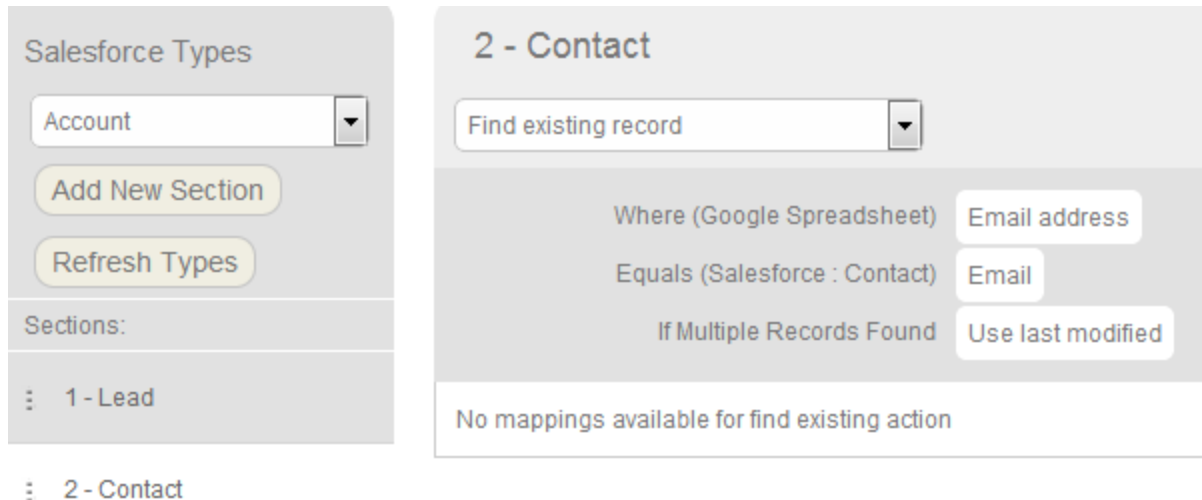 Salesforce Types
Account
Add New Section
Refresh Types
Sections:
1 - Lead
2 - Contact
2 - Contact
Find existing record
Where (Google Spreadsheet) Email address
Equals (Salesforce : Contact) Email
If Multiple Records Found Use last modified
No mappings available for find existing action